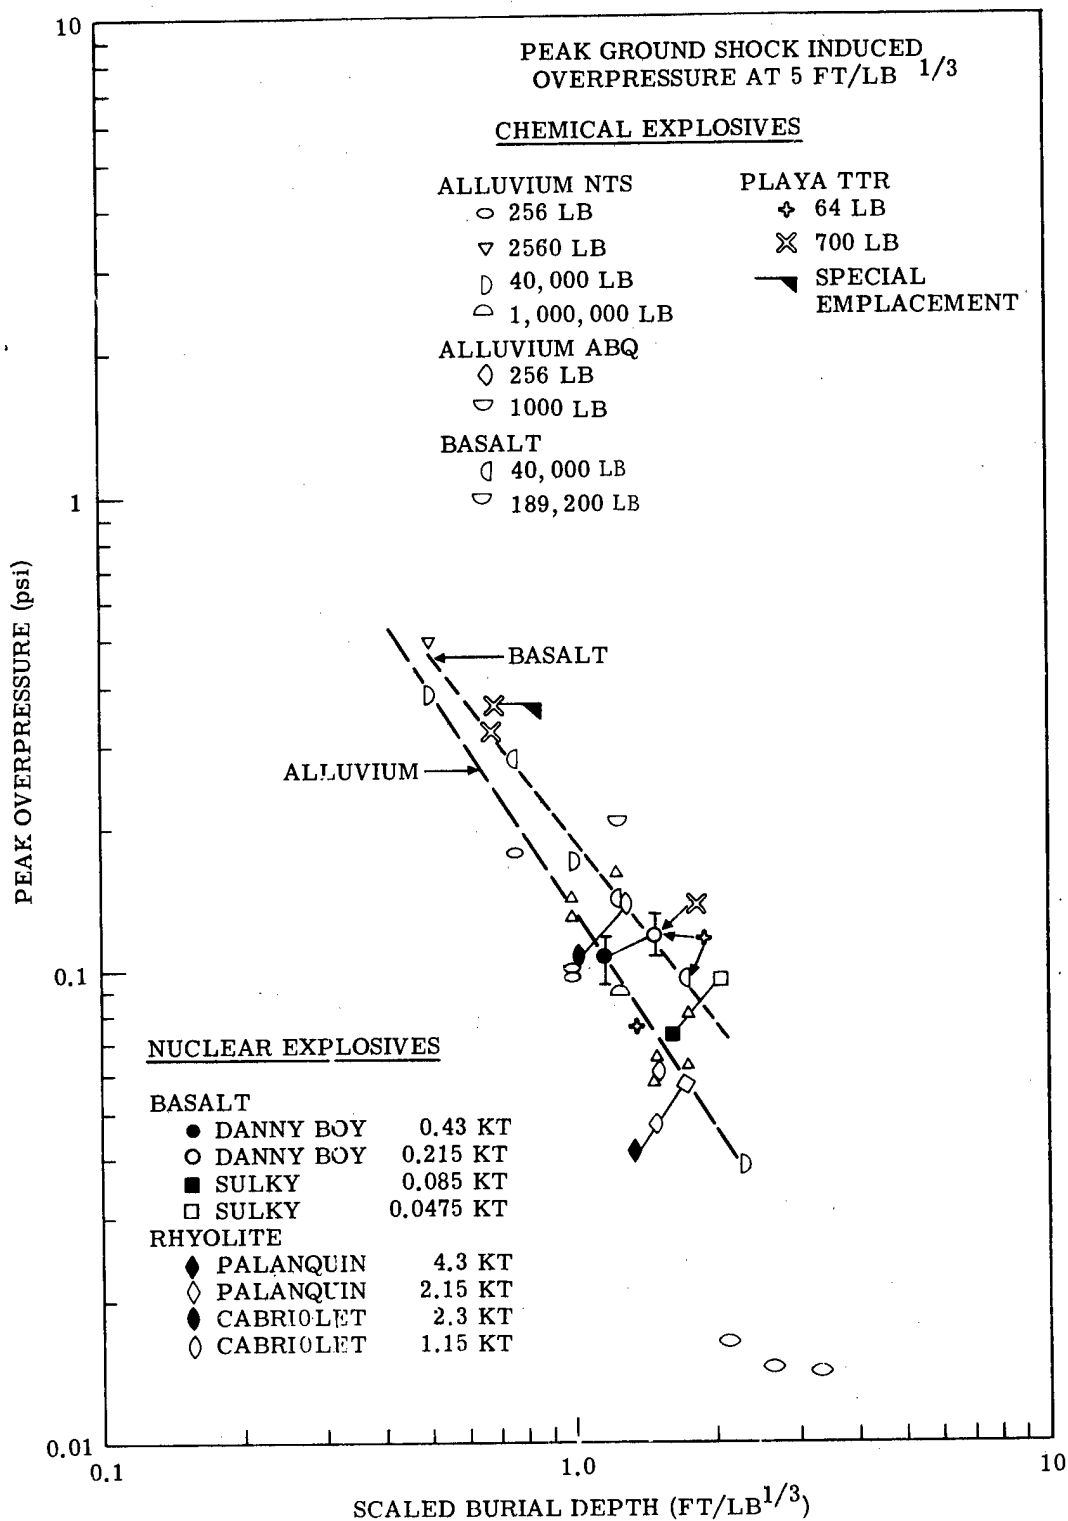 PEAK GROUND SHOCK INDUCED
OVERPRESSURE AT 5 FT/LB 1/3
CHEMICAL EXPLOSIVES
ALLUVIUM NTS
256 LB
2560 LB
40,000 LB
1,000,000 LB
ALLUVIUM ABQ
256 LB
1000 LB
BASALT
40,000 LB
189,200 LB
PLAYA TTR
64 LB
700 LB
SPECIAL
EMPLACEMENT
10
1
0.1
0.01
PEAK OVERPRESSURE (psi)
BASALT
ALLUVIUM
NUCLEAR EXPLOSIVES
BASALT
DANNY BOY 0.43 KT
DANNY BOY 0.215 KT
SULKY 0.085 KT
SULKY 0.0475 KT
RHYOLITE
PALANQUIN 4.3 KT
PALANQUIN 2.15 KT
CABRIOLET 2.3 KT
CABRIOLET 1.15 KT
0.1
1.0
10
SCALED BURIAL DEPTH (FT/LB1/3)